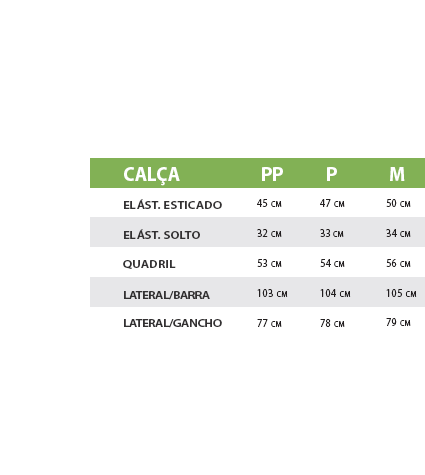 CALÇA PP P M
ELÁST. ESTICADO 45 CM 47 CM 50 CM
ELÁST. SOLTO 32 CM 33 CM 34 CM
QUADRIL 53 CM 54 CM 56 CM
LATERAL/BARRA 103 CM 104 CM 105 CM
LATERAL/GANCHO 77 CM 78 CM 79 CM